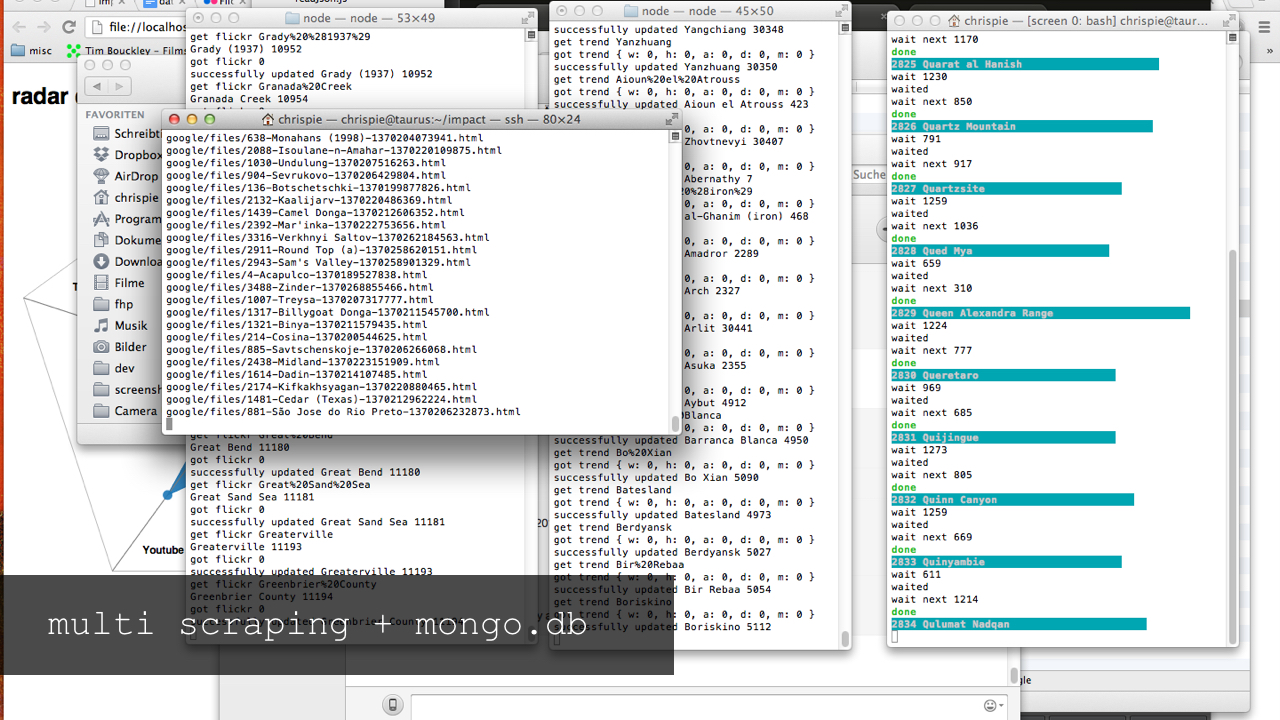 node — node — 53×49
get flickr Grady%20%281937%29
Grady (1937) 10952
got flickr 0
successfully updated Grady (1937) 10952
get flickr Granada%20Creek
Granada Creek 10954
node — node — 45×50
successfully updated Yangchiang 30348
get trend Yanzhuang
got trend { w: 0, h: 0, a: 0, d: 0, m: 0 }
successfully updated Yanzhuang 30350
get trend Aioun%20el%20Atrouss
got trend { w: 0, h: 0, a: 0, d: 0, m: 0 }
successfully updated Aioun el Atrouss 423
, h: 0, a: 0, d: 0, m: 0 }
Zhovtnevyi 30407
, h: 0, a: 0, d: 0, m: 0 }
Abernathy 7
%20%28iron%29
, h: 0, a: 0, d: 0, m: 0 }
al-Ghanim (iron) 468
, h: 0, a: 0, d: 0, m: 0 }
Amadror 2289
, h: 0, a: 0, d: 0, m: 0 }
Arch 2327
, h: 0, a: 0, d: 0, m: 0 }
Arlit 30441
, h: 0, a: 0, d: 0, m: 0 }
Asuka 2355
, h: 0, a: 0, d: 0, m: 0 }
Aybut 4912
Blanca
got trend { w: 0, h: 0, a: 0, d: 0, m: 0 }
successfully updated Barranca Blanca 4950
get trend Bo%20Xian
got trend { w: 0, h: 0, a: 0, d: 0, m: 0 }
successfully updated Bo Xian 5090
get trend Batesland
got trend { w: 0, h: 0, a: 0, d: 0, m: 0 }
successfully updated Batesland 4973
get trend Berdyansk
got trend { w: 0, h: 0, a: 0, d: 0, m: 0 }
successfully updated Berdyansk 5027
get trend Bir%20Rebaa
got trend { w: 0, h: 0, a: 0, d: 0, m: 0 }
successfully updated Bir Rebaa 5054
get trend Boriskino
got trend { w: 0, h: 0, a: 0, d: 0, m: 0 }
successfully updated Boriskino 5112
chrispie — [screen 0: bash] chrispie@taur...
wait next 1170
done
2825 Quarat al Hanish
wait 1230
waited
wait next 850
done
2826 Quartz Mountain
wait 791
waited
wait next 917
done
2827 Quartzsite
wait 1259
waited
wait next 1036
done
2828 Qued Mya
wait 659
waited
wait next 310
done
2829 Queen Alexandra Range
wait 1224
waited
wait next 777
done
2830 Queretaro
wait 969
waited
wait next 685
done
2831 Quijingue
wait 1273
waited
wait next 805
done
2832 Quinn Canyon
wait 1259
waited
wait next 669
done
2833 Quinyambie
wait 611
waited
wait next 1214
done
2834 Qulumat Nadqan
file://localhos
misc
Tim Bouckley – Films
radar
FAVORITEN
Schreibt
Dropbox
AirDrop
chrispie
Program
Dokume
Downloa
Filme
fhp
Musik
Bilder
dev
screensh
Camera
chrispie — chrispie@taurus:~/impact — ssh — 80×24
google/files/638-Monahans (1998)-1370204073941.html
google/files/2088-Isoulane-n-Amahar-1370220109875.html
google/files/1030-Undulung-1370207516263.html
google/files/904-Sevrukovo-1370206429804.html
google/files/136-Botschetschki-1370199877826.html
google/files/2132-Kaalijarv-1370220486369.html
google/files/1439-Camel Donga-1370212606352.html
google/files/2392-Mar'inka-1370222753656.html
google/files/3316-Verkhnyi Saltov-1370262184563.html
google/files/2911-Round Top (a)-1370258620151.html
google/files/2943-Sam's Valley-1370258901329.html
google/files/4-Acapulco-1370189527838.html
google/files/3488-Zinder-1370268855466.html
google/files/1007-Treysa-1370207317777.html
google/files/1317-Billygoat Donga-1370211545700.html
google/files/1321-Binya-1370211579435.html
google/files/214-Cosina-1370200544625.html
google/files/885-Savtschenskoje-1370206266068.html
google/files/2438-Midland-1370223151909.html
google/files/1614-Dadin-1370214107485.html
google/files/2174-Kifkakhsyagan-1370220880465.html
google/files/1481-Cedar (Texas)-1370212962224.html
google/files/881-São Jose do Rio Preto-1370206232873.html
Suche
get flickr Great%20Bend
Great Bend 11180
got flickr 0
successfully updated Great Bend 11180
get flickr Great%20Sand%20Sea
Great Sand Sea 11181
got flickr 0
successfully updated Great Sand Sea 11181
get flickr Greaterville
Greaterville 11193
got flickr 0
successfully updated Greaterville 11193
get flickr Greenbrier%20County
Greenbrier County 11194
got flickr 0
successfully updated Greenbrier County 11194
Youtube
multi scraping + mongo.db
gle